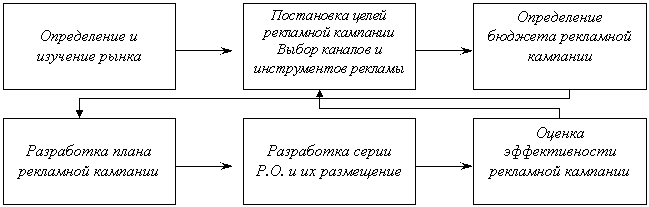 Определение и
изучение рынка
Постановка целей
рекламной кампании
Выбор каналов и
инструментов рекламы
Определение
бюджета рекламной
кампании
Разработка плана
рекламной кампании
Разработка серии
Р.О. и их размещение
Оценка
эффективности
рекламной кампании